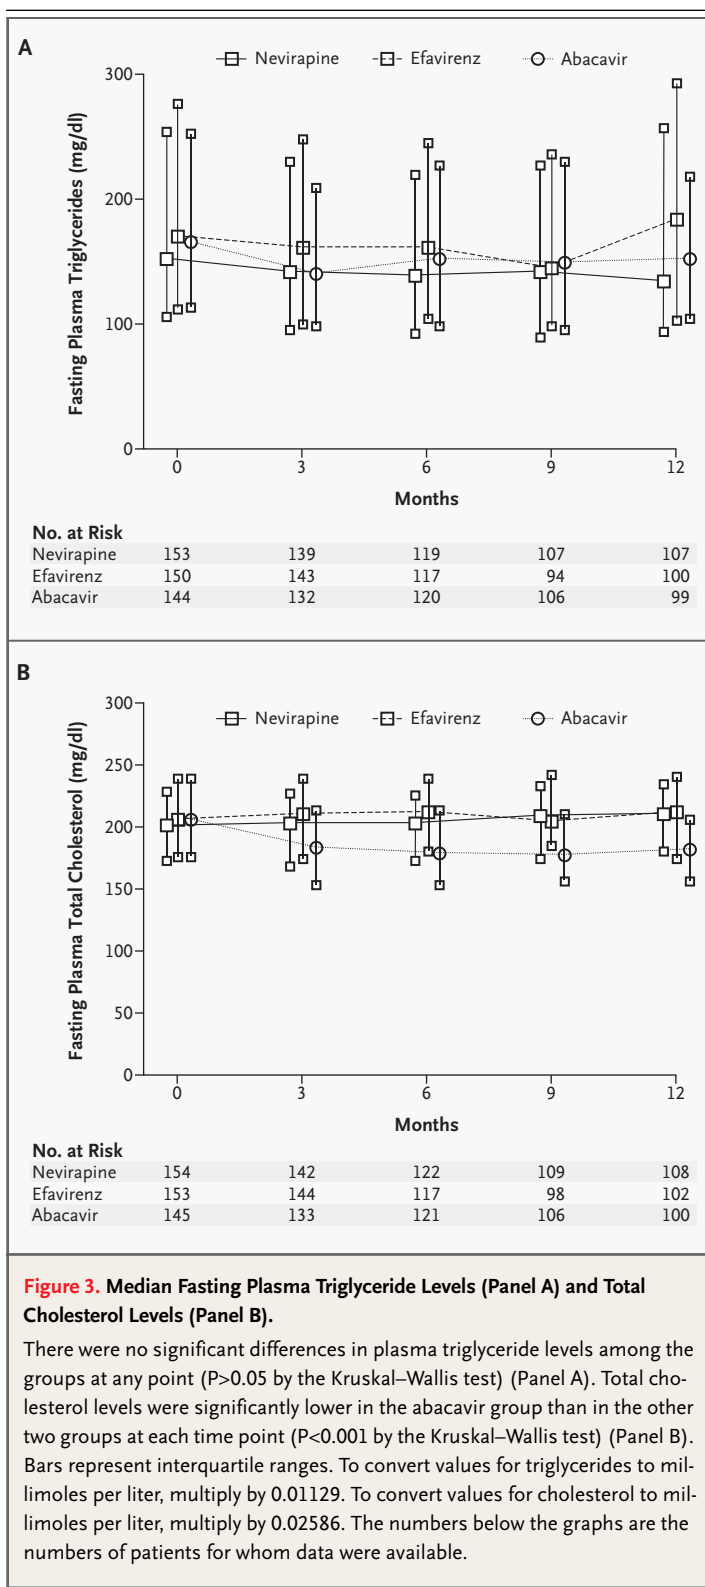 A
Nevirapine Efavirenz Abacavir
300
200
100
0
Fasting Plasma Triglycerides (mg/dl)
0 3 6 9 12
Months
No. at Risk
Nevirapine 153 139 119 107 107
Efavirenz 150 143 117 94 100
Abacavir 144 132 120 106 99
B
Nevirapine Efavirenz Abacavir
300
250
200
150
100
50
0
Fasting Plasma Total Cholesterol (mg/dl)
0 3 6 9 12
Months
No. at Risk
Nevirapine 154 142 122 109 108
Efavirenz 153 144 117 98 102
Abacavir 145 133 121 106 100
Figure 3. Median Fasting Plasma Triglyceride Levels (Panel A) and Total
Cholesterol Levels (Panel B).
There were no significant differences in plasma triglyceride levels among the
groups at any point (P>0.05 by the Kruskal–Wallis test) (Panel A). Total cho-
lesterol levels were significantly lower in the abacavir group than in the other
two groups at each time point (P<0.001 by the Kruskal–Wallis test) (Panel B).
Bars represent interquartile ranges. To convert values for triglycerides to mil-
limoles per liter, multiply by 0.01129. To convert values for cholesterol to mil-
limoles per liter, multiply by 0.02586. The numbers below the graphs are the
numbers of patients for whom data were available.